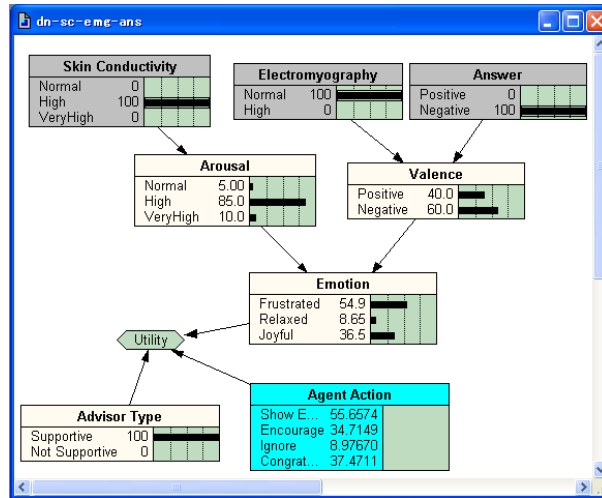 dn-sc-emg-ans
Skin Conductivity
Normal 0
High 100
VeryHigh 0
Electromyography
Normal 100
High 0
Answer
Positive 0
Negative 100
Arousal
Normal 5.00
High 85.0
VeryHigh 10.0
Valence
Positive 40.0
Negative 60.0
Emotion
Frustrated 54.9
Relaxed 8.65
Joyful 36.5
Utility
Advisor Type
Supportive 100
Not Supportive 0
Agent Action
Show E... 55.6574
Encourage 34.7149
Ignore 8.97670
Congrat... 37.4711